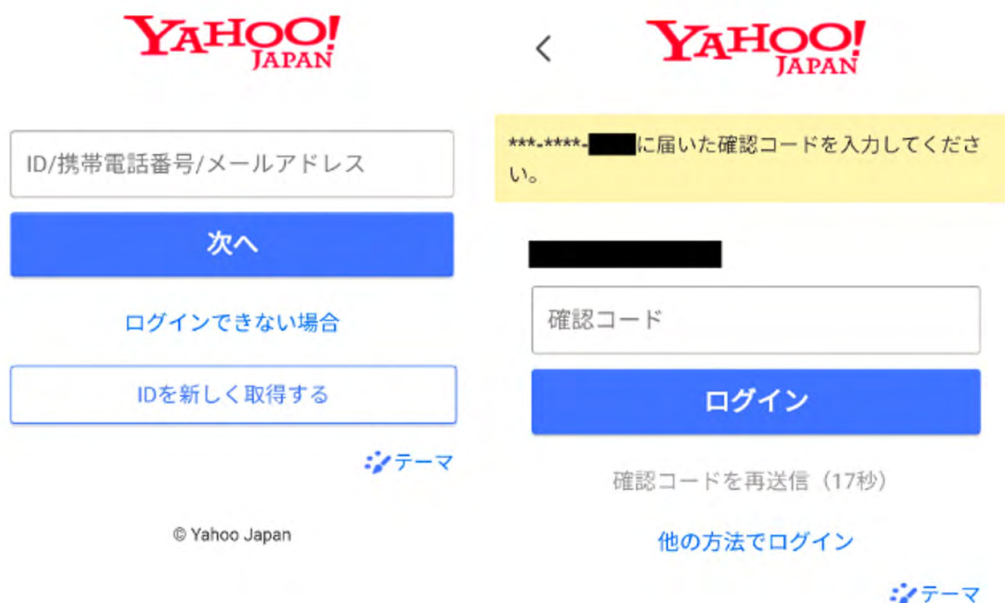 YAHOO!
JAPAN
ID/携帯電話番号/メールアドレス
次へ
ログインできない場合
IDを新しく取得する
テーマ
© Yahoo Japan
YAHOO!
JAPAN
***-****-に届いた確認コードを入力してくださ
い。
確認コード
ログイン
確認コードを再送信（17秒）
他の方法でログイン
テーマ